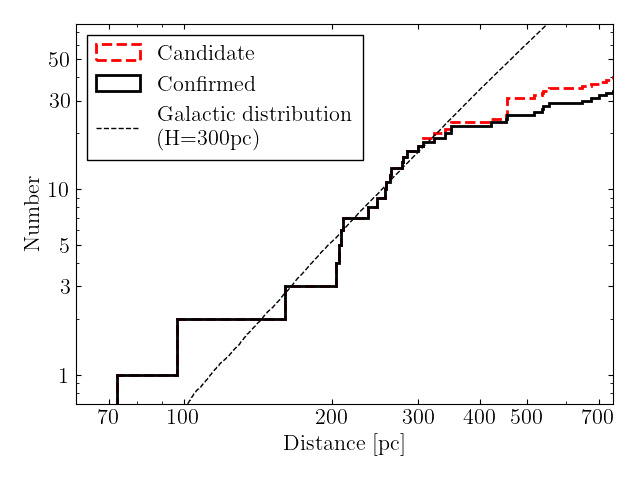 Candidate
Confirmed
Galactic distribution
(H=300pc)
Number
50
30
10
5
3
1
70 100 200 300 400 500 700
Distance [pc]